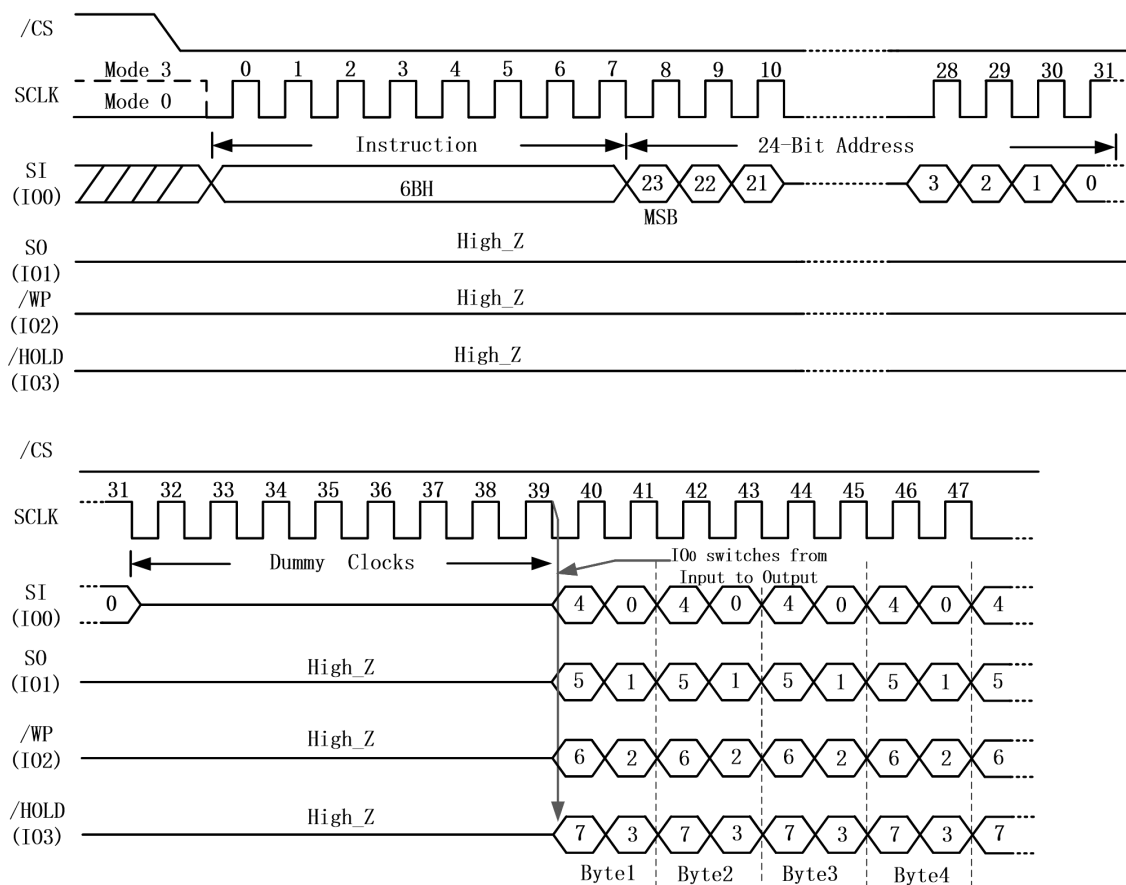 /CS
Mode 3
0 1 2 3 4 5 6 7 8 9 10 28 29 30 31
SCLK
Mode 0
Instruction
24-Bit Address
SI
(IO0)
6BH
23 22 21 3 2 1 0
MSB
SO
(IO1)
High_Z
/WP
(IO2)
High_Z
/HOLD
(IO3)
High_Z
/CS
31 32 33 34 35 36 37 38 39 40 41 42 43 44 45 46 47
SCLK
Dummy Clocks
IO0 switches from
Input to Output
SI
(IO0)
0 4 0 4 0 4 0 4 0 4
SO
(IO1)
High_Z
5 1 5 1 5 1 5 1 5
/WP
(IO2)
High_Z
6 2 6 2 6 2 6 2 6
/HOLD
(IO3)
High_Z
7 3 7 3 7 3 7 3 7
Byte1 Byte2 Byte3 Byte4